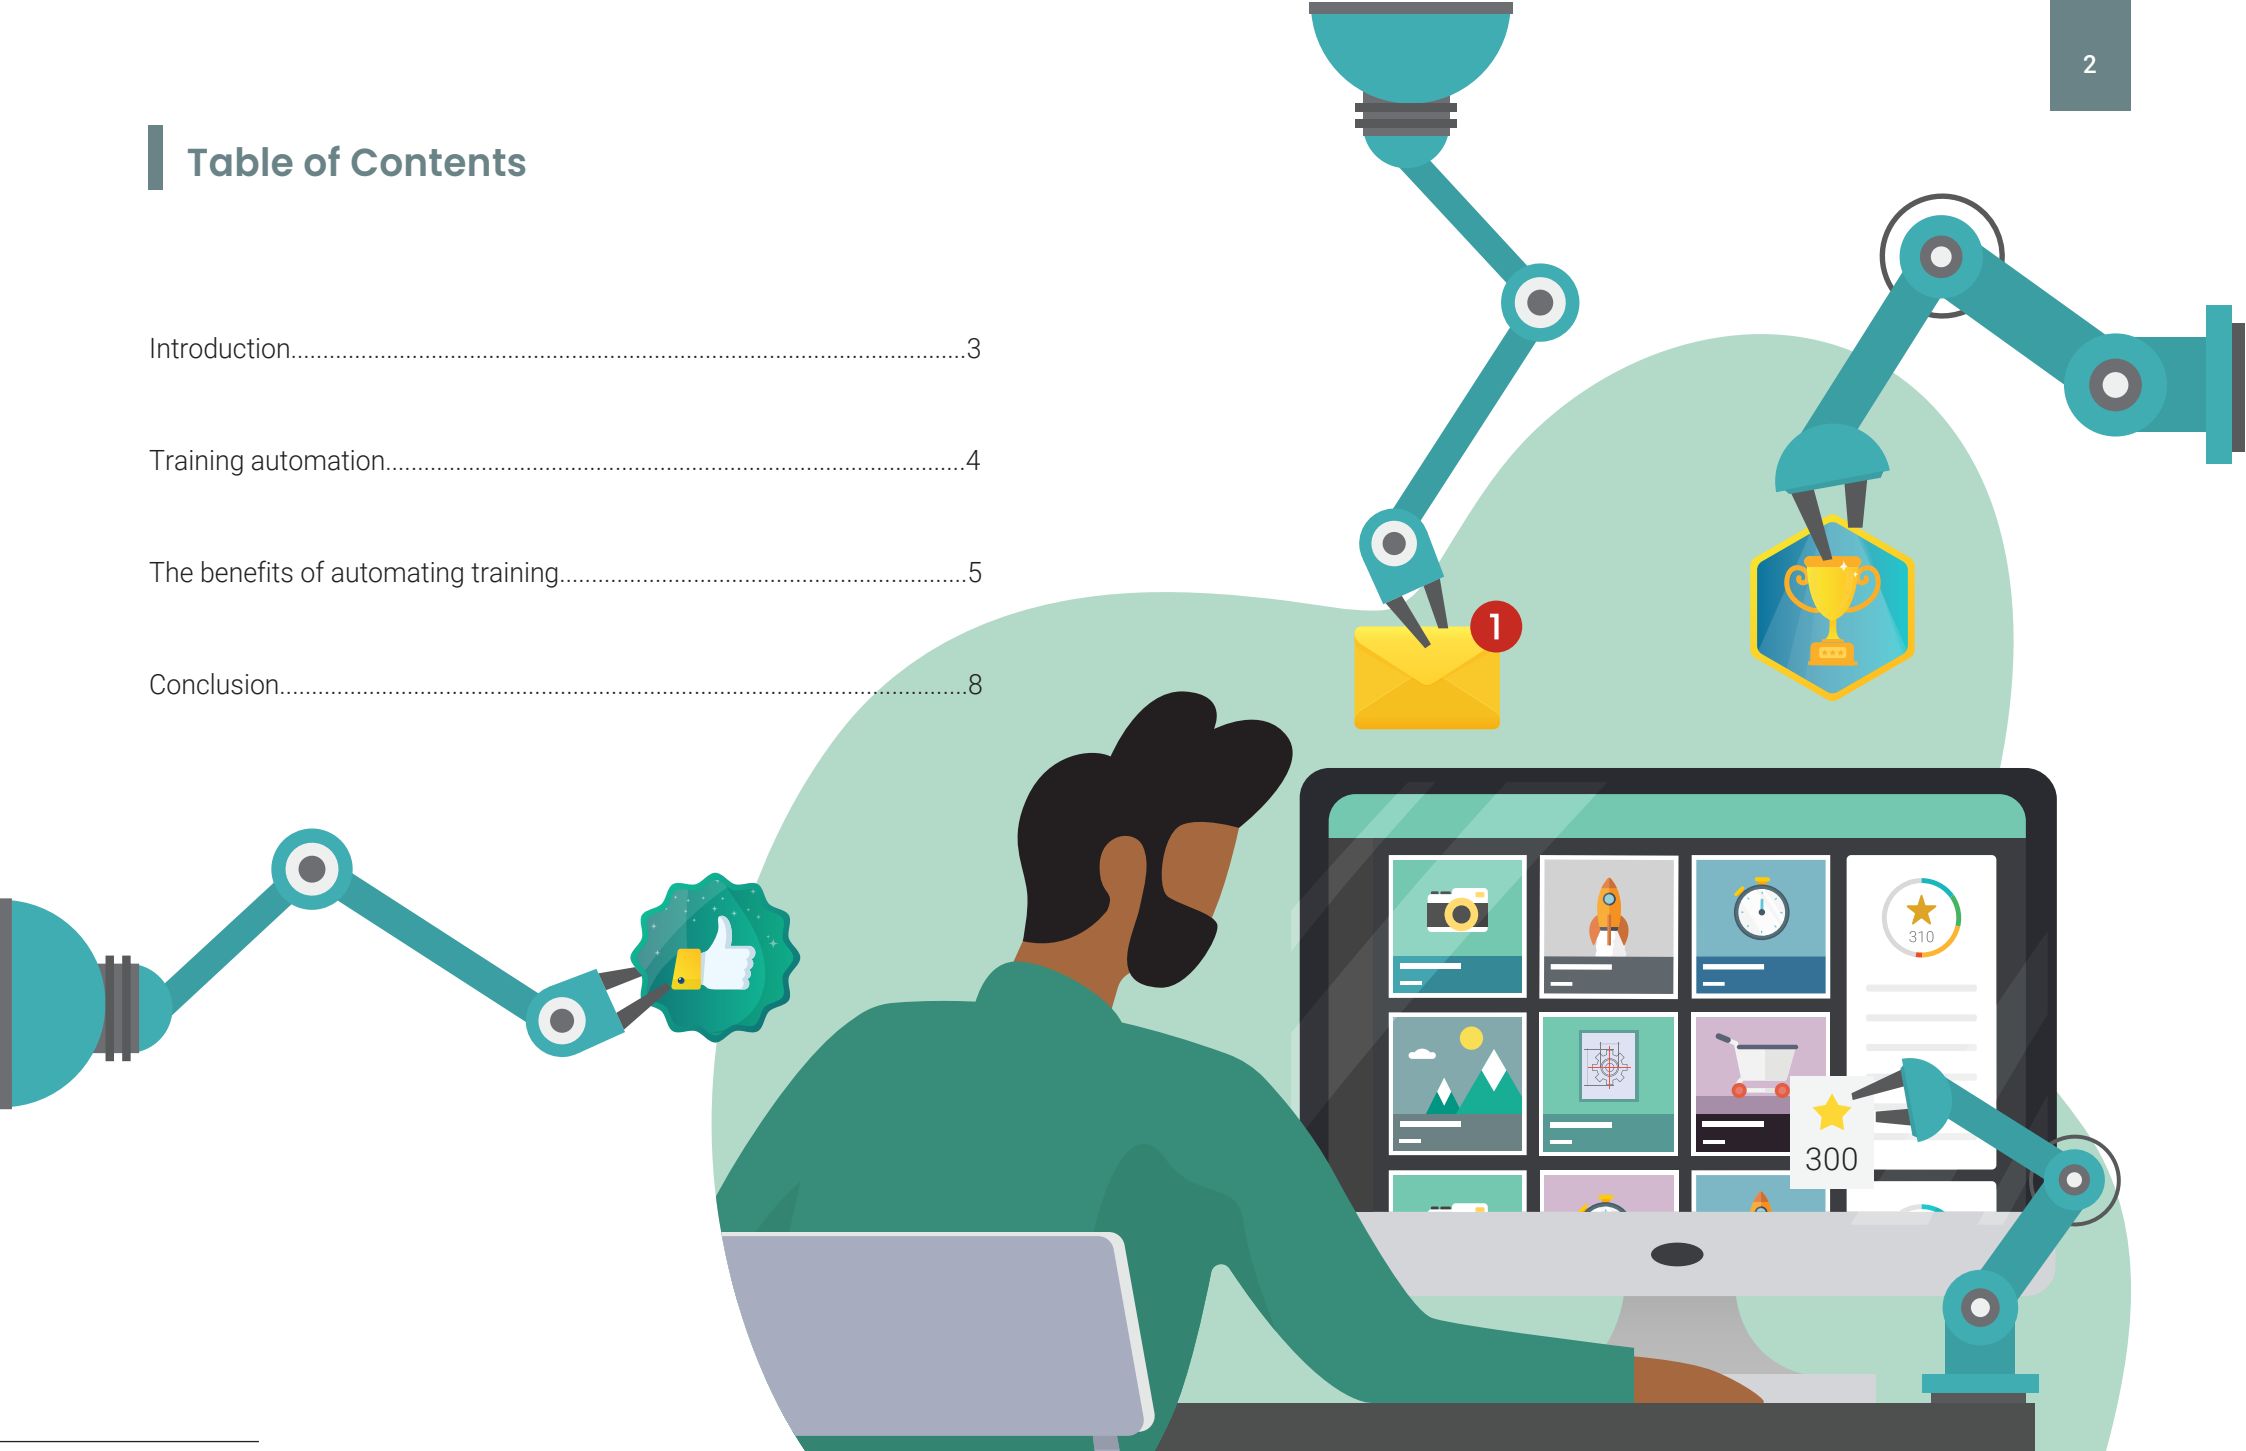 2
Table of Contents
Introduction....................................................................................................3
Training automation.....................................................................................4
The benefits of automating training............................................................5
Conclusion......................................................................................................8
1
310
300